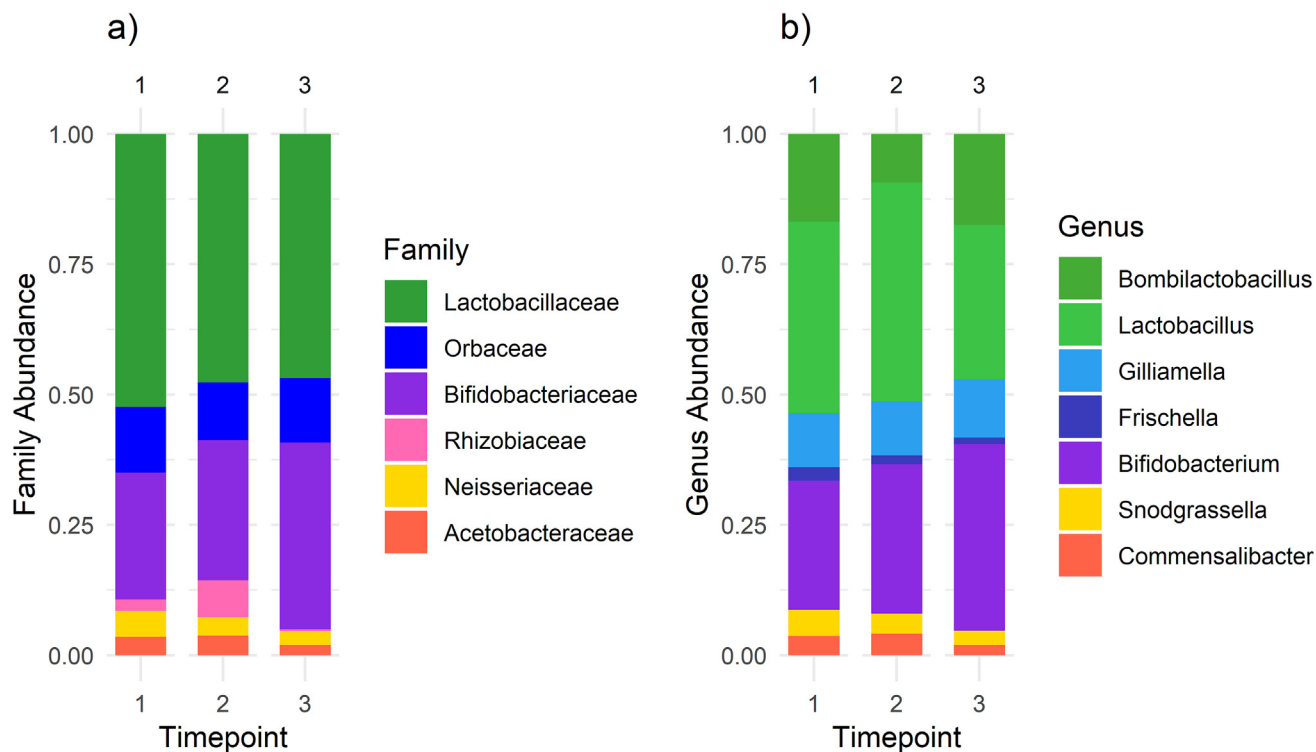 a)
1 2 3
1.00
0.75
0.50
0.25
0.00
Family Abundance
1 2 3
Timepoint
Family
Lactobacillaceae
Orbaceae
Bifidobacteriaceae
Rhizobiaceae
Neisseriaceae
Acetobacteraceae
b)
1 2 3
1.00
0.75
0.50
0.25
0.00
Genus Abundance
1 2 3
Timepoint
Genus
Bombilactobacillus
Lactobacillus
Gilliamella
Frischella
Bifidobacterium
Snodgrassella
Commensalibacter